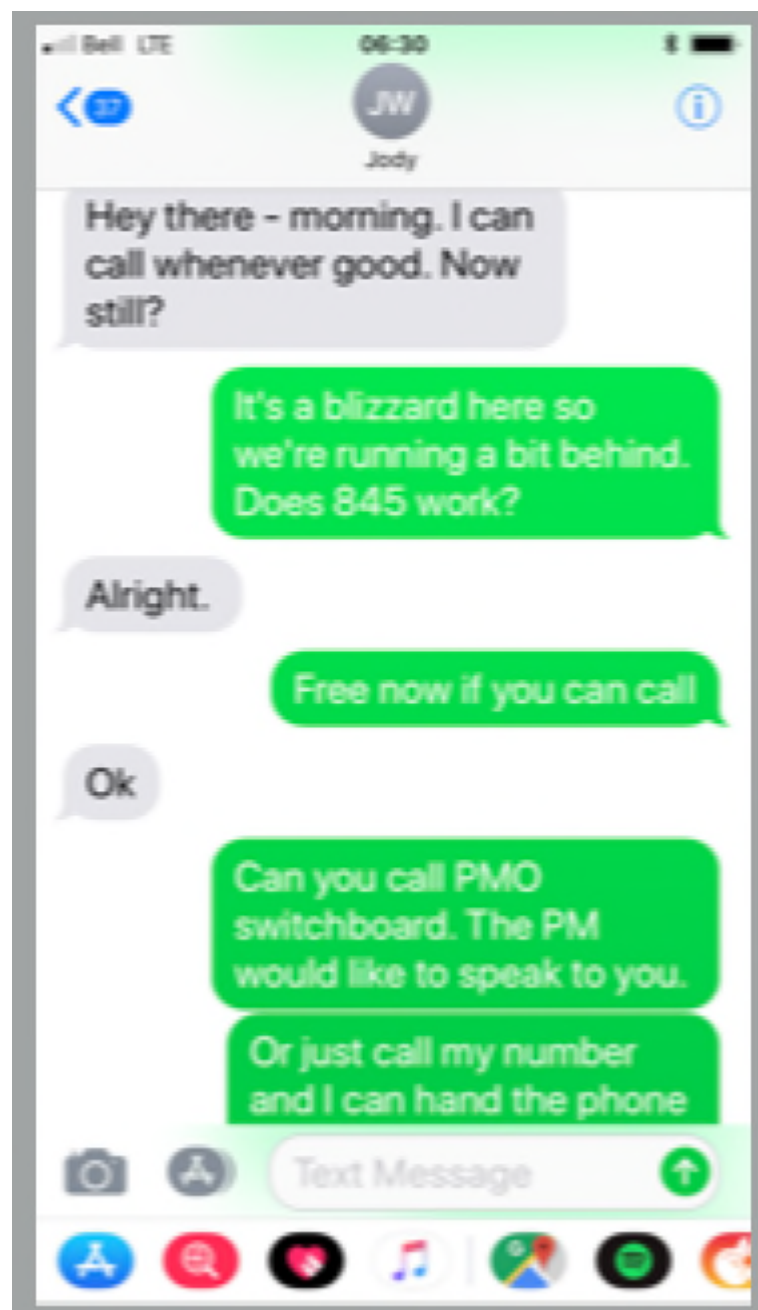 Bell LTE
06:30
37
JW
Jody
Hey there - morning. I can
call whenever good. Now
still?
It's a blizzard here so
we're running a bit behind.
Does 845 work?
Alright.
Free now if you can call
Ok
Can you call PMO
switchboard. The PM
would like to speak to you.
Or just call my number
and I can hand the phone
Text Message